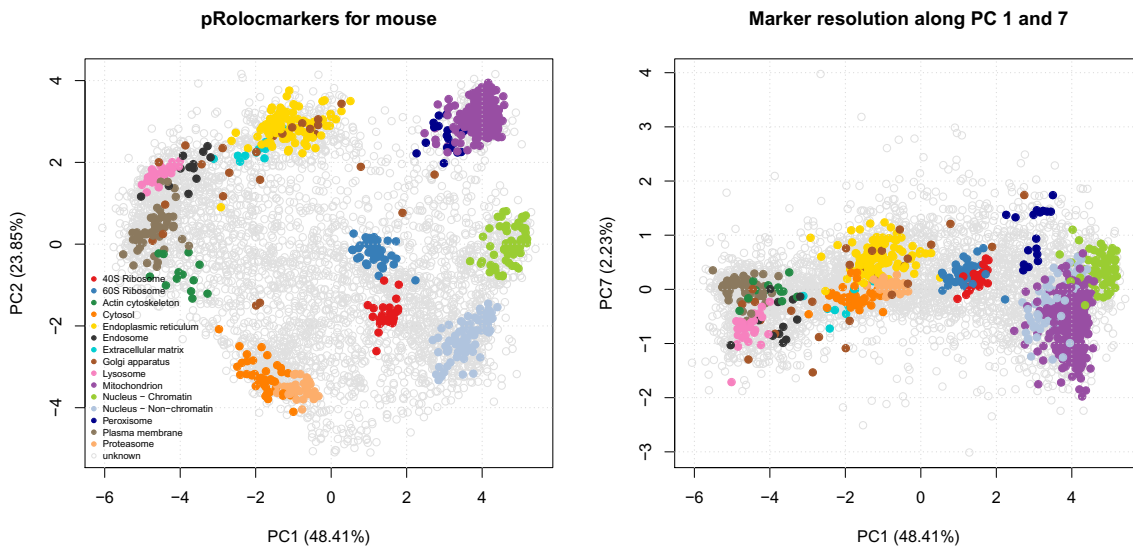 pRolocmarkers for mouse
PC2 (23.85%)
4
2
0
−2
−4
40S Ribosome
60S Ribosome
Actin cytoskeleton
Cytosol
Endoplasmic reticulum
Endosome
Extracellular matrix
Golgi apparatus
Lysosome
Mitochondrion
Nucleus − Chromatin
Nucleus − Non−chromatin
Peroxisome
Plasma membrane
Proteasome
unknown
−6 −4 −2 0 2 4
PC1 (48.41%)
Marker resolution along PC 1 and 7
PC7 (2.23%)
4
3
2
1
0
−1
−2
−3
−6 −4 −2 0 2 4
PC1 (48.41%)